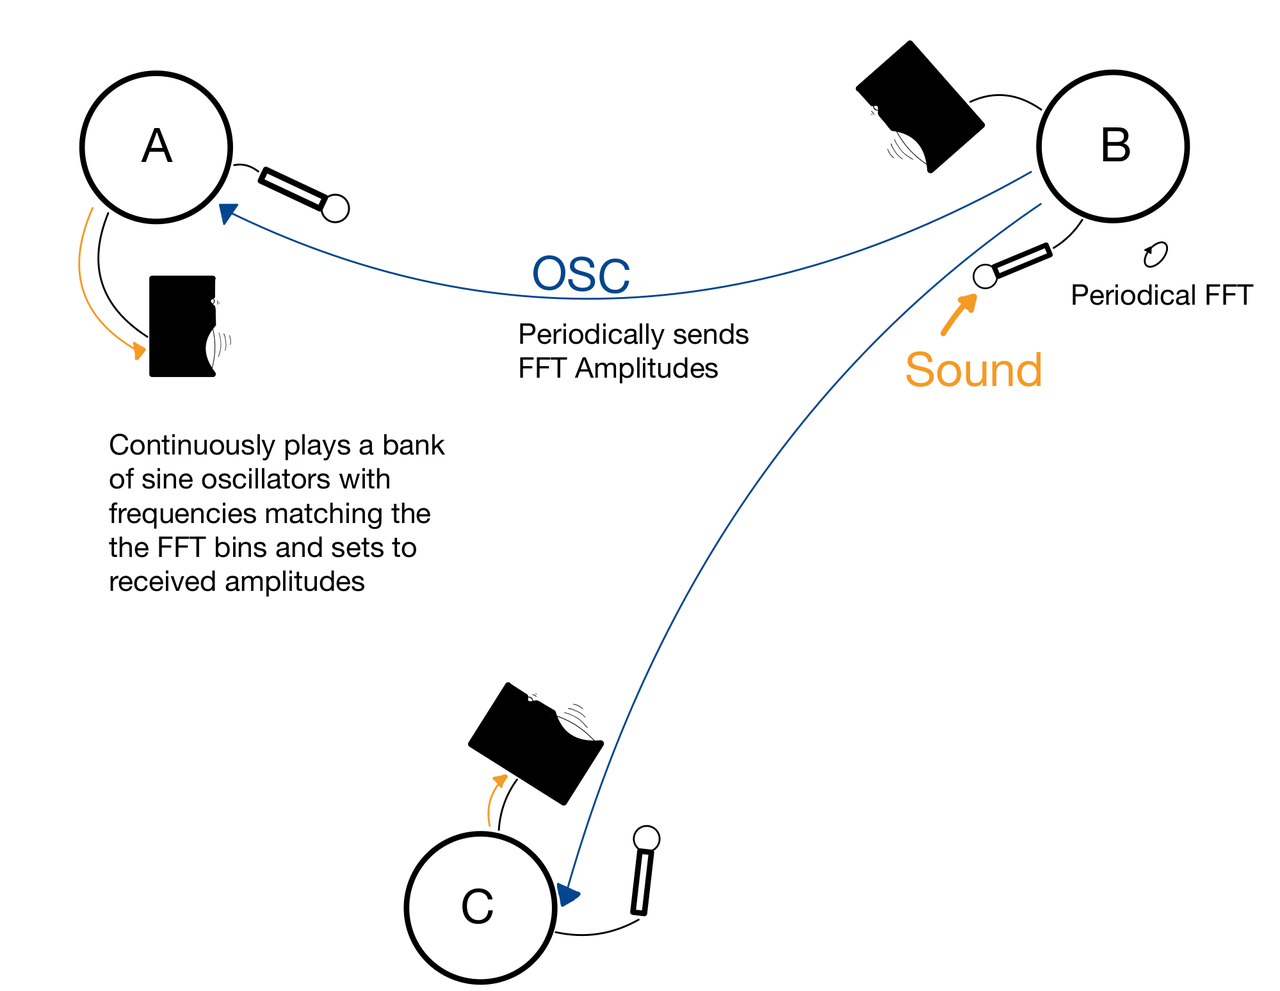 A
B
OSC
Periodical FFT
Periodically sends
FFT Amplitudes
Sound
Continuously plays a bank
of sine oscillators with
frequencies matching the
the FFT bins and sets to
received amplitudes
C